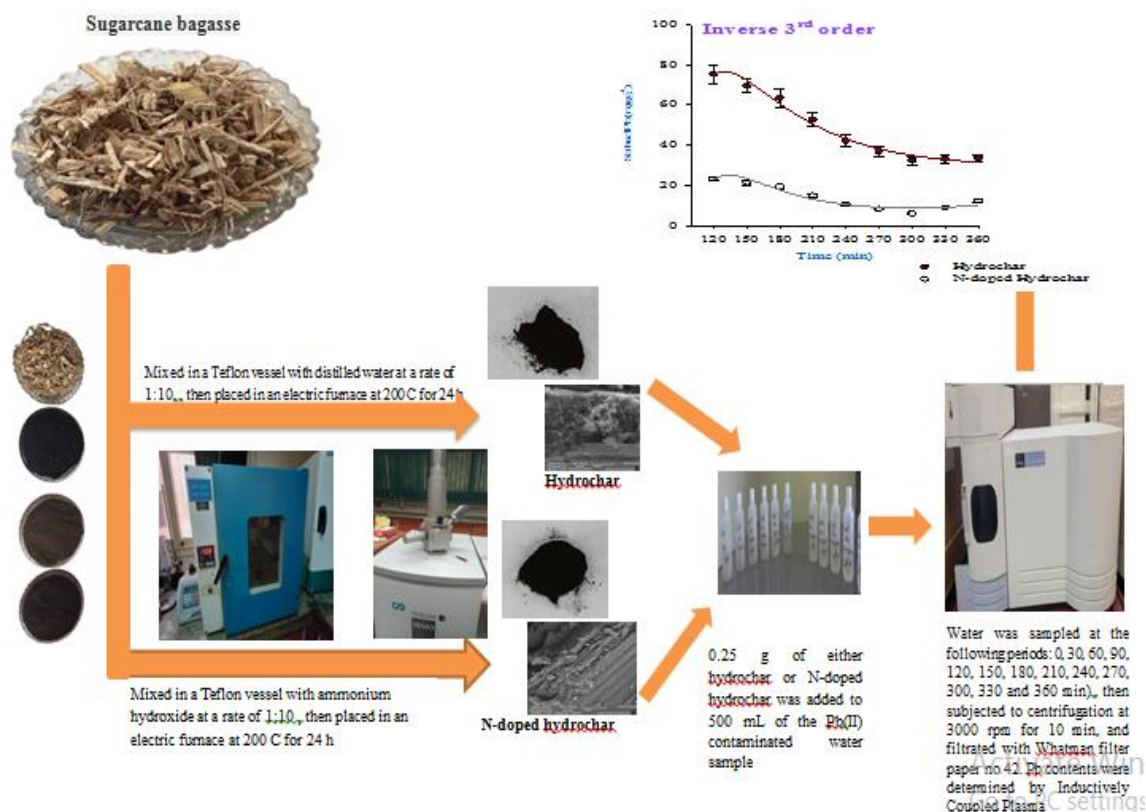 Sugarcane bagasse
Inverse 3rd order
100
80
60
40
20
0
120 150 180 210 240 270 300 330 360
Time (min)
Hydrochar
N-doped Hydrochar
Mixed in a Teflon vessel with distilled water at a rate of
1:10,, then placed in an electric furnace at 200C for 24 h
Hydrochar
N-doped hydrochar
Mixed in a Teflon vessel with ammonium
hydroxide at a rate of 1:10,, then placed in an
electric furnace at 200 C for 24 h
0.25 g of either
hydrochar or N-doped
hydrochar was added to
500 mL of the Pb(II)
contaminated water
sample
Water was sampled at the
following periods: 0, 30, 60, 90,
120, 150, 180, 210, 240, 270,
300, 330 and 360 min),, then
subjected to centrifugation at
3000 rpm for 10 min, and
filtrated with Whatman filter
paper no 42. Pb contents were
determined by Inductively
Coupled Plasma
Activate Win
Go to PC settings